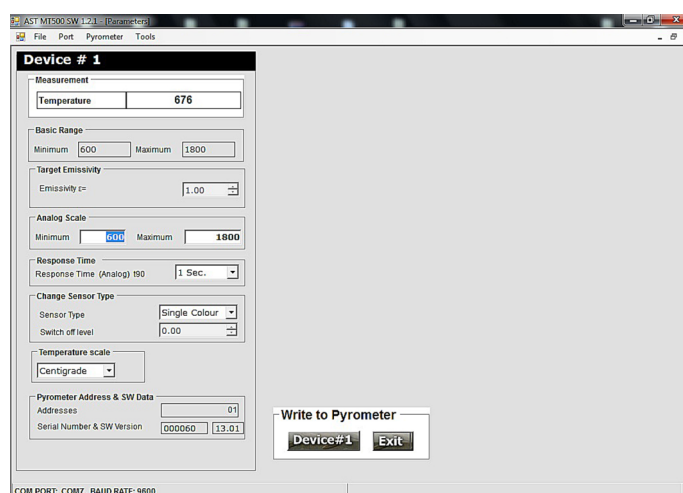 AST MT500 SW 1.2.1 - [Parameters]
File Port Pyrometer Tools
Device # 1
Measurement
Temperature 676
Basic Range
Minimum 600 Maximum 1800
Target Emissivity
Emissivity ε= 1.00
Analog Scale
Minimum 600 Maximum 1800
Response Time
Response Time (Analog) t90 1 Sec.
Change Sensor Type
Sensor Type Single Colour
Switch off level 0.00
Temperature scale
Centigrade
Pyrometer Address & SW Data
Addresses 01
Serial Number & SW Version 000060 13.01
Write to Pyrometer
Device#1 Exit
COM PORT: COM7 BAUD RATE: 9600